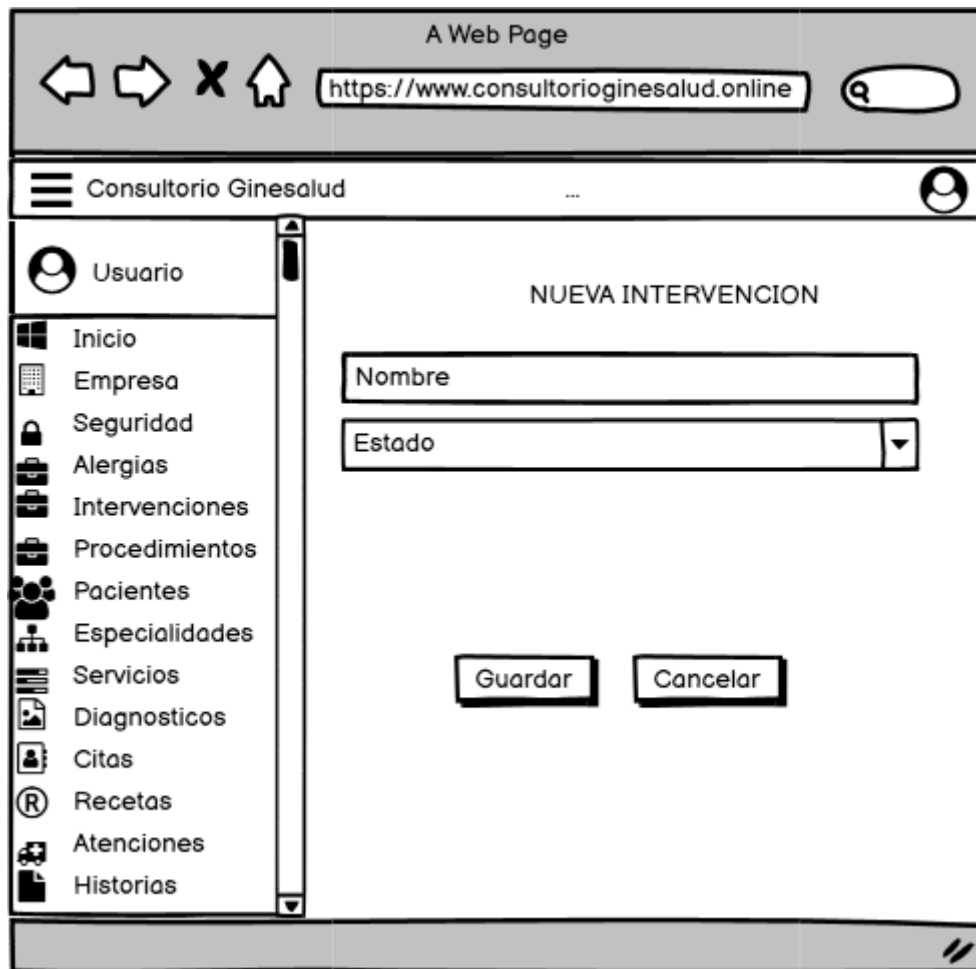 A Web Page
https://www.consultorioginesalud.online
Consultorio Ginesalud
...
Usuario
Inicio
Empresa
Seguridad
Alergias
Intervenciones
Procedimientos
Pacientes
Especialidades
Servicios
Diagnosticos
Citas
R
Recetas
Atenciones
Historias
NUEVA INTERVENCION
Nombre
Estado
Guardar
Cancelar